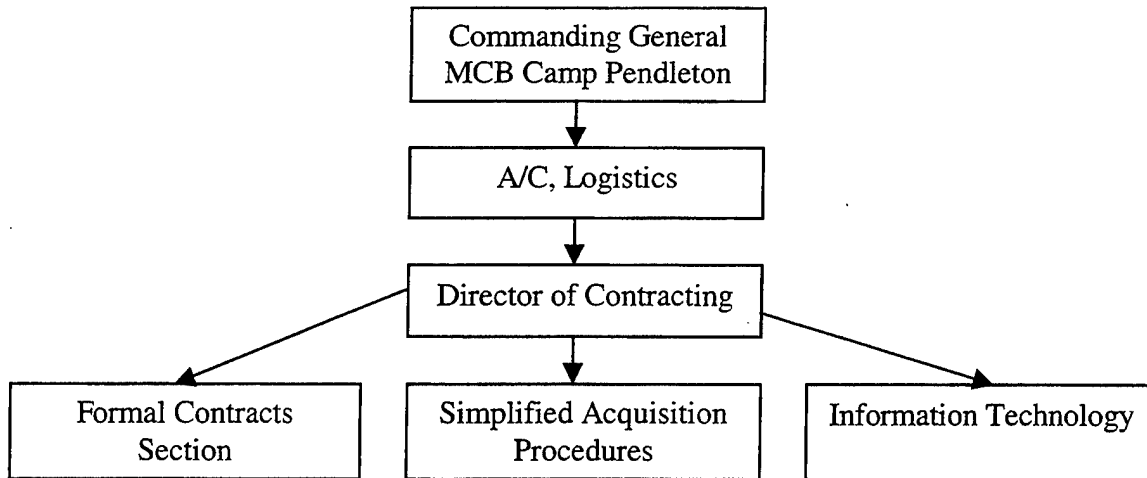 Commanding General
MCB Camp Pendleton
A/C, Logistics
Director of Contracting
Formal Contracts
Section
Simplified Acquisition
Procedures
Information Technology